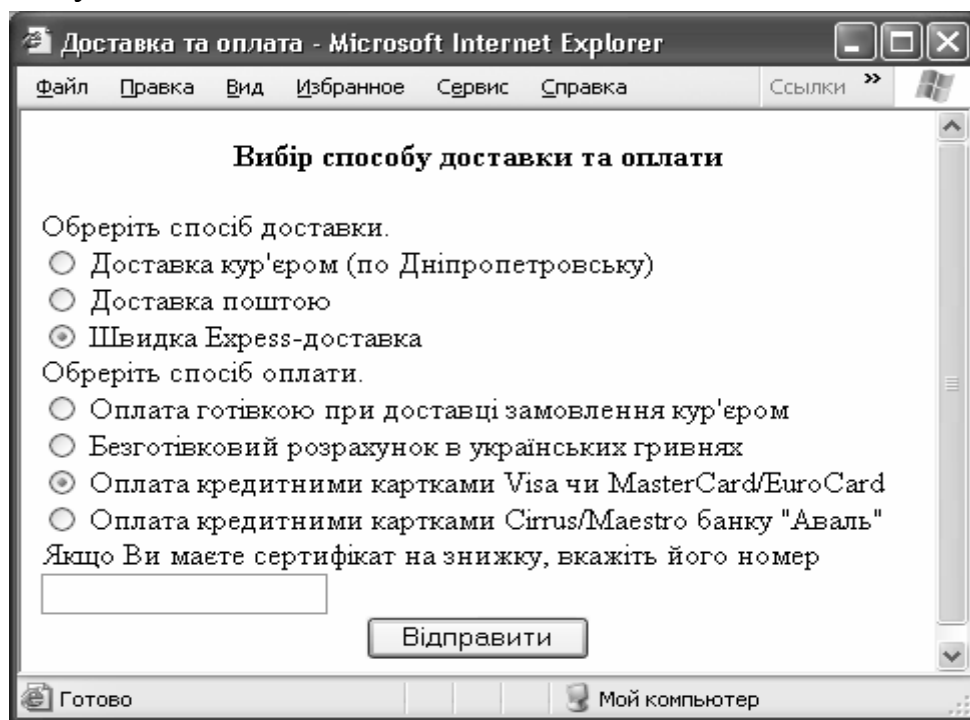 Доставка та оплата - Microsoft Internet Explorer
Файл Правка Вид Избранное Сервис Справка Ссылки »
Вибір способу доставки та оплати
Обреріть спосіб доставки.
Доставка кур'єром (по Дніпропетровську)
Доставка поштою
Швидка Expess-доставка
Обреріть спосіб оплати.
Оплата готівкою при доставці замовлення кур'єром
Безготівковий розрахунок в українських гривнях
Оплата кредитними картками Visa чи MasterCard/EuroCard
Оплата кредитними картками Cirrus/Maestro банку "Аваль"
Якщо Ви маєте сертифікат на знижку, вкажіть його номер
Відправити
Готово Мой компьютер